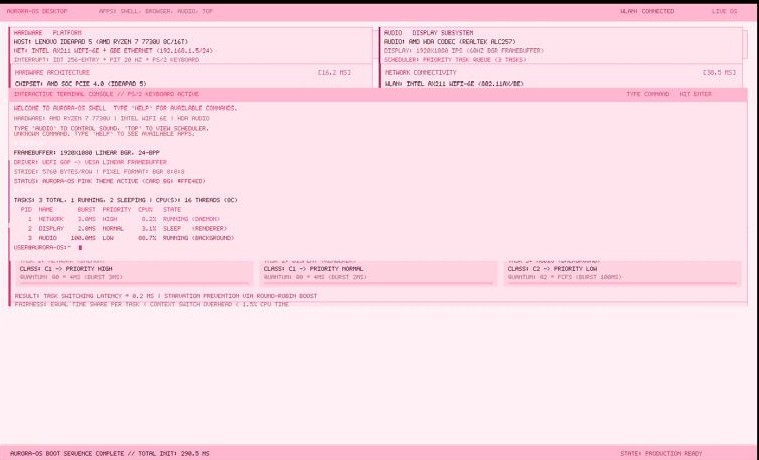 AURORA-OS DESKTOP APPS: SHELL, BROWSER, AUDIO, TOP WLAN: CONNECTED LIVE OS
HARDWARE PLATFORM
HOST: LENOVO IDEAPAD 5 (AMD RYZEN 7 7730U 8C/16T)
NET: INTEL AX211 WIFI-6E + GBE ETHERNET (192.168.1.5/24)
INTERRUPT: IDT 256-ENTRY * PIT 20 HZ * PS/2 KEYBOARD
AUDIO DISPLAY SUBSYSTEM
AUDIO: AMD HDA CODEC (REALTEK ALC257)
DISPLAY: 1920X1080 IPS (60HZ BGR FRAMEBUFFER)
SCHEDULER: PRIORITY TASK QUEUE (3 TASKS)
HARDWARE ARCHITECTURE [16.2 MS]
CHIPSET: AMD SOC PCIE 4.0 (IDEAPAD 5)
NETWORK CONNECTIVITY [38.5 MS]
WLAN: INTEL AX211 WIFI-6E (802.11AX/BE)
INTERACTIVE TERMINAL CONSOLE // PS/2 KEYBOARD ACTIVE TYPE COMMAND HIT ENTER
WELCOME TO AURORA-OS SHELL TYPE 'HELP' FOR AVAILABLE COMMANDS.
HARDWARE: AMD RYZEN 7 7730U | INTEL WIFI 6E | HDA AUDIO
TYPE 'AUDIO' TO CONTROL SOUND, 'TOP' TO VIEW SCHEDULER.
UNKNOWN COMMAND. TYPE 'HELP' TO SEE AVAILABLE APPS.
FRAMEBUFFER: 1920X1080 LINEAR BGR, 24-BPP
DRIVER: UEFI GOP -> VESA LINEAR FRAMEBUFFER
STRIDE: 5760 BYTES/ROW | PIXEL FORMAT: BGR 8:8:8
STATUS: AURORA-OS PINK THEME ACTIVE (CARD BG: #FFE4ED)
TASKS: 3 TOTAL, 1 RUNNING, 2 SLEEPING | CPU(S): 16 THREADS (8C)
PID NAME BURST PRIORITY CPU% STATE
1 NETWORK 3.0MS HIGH 8.2% RUNNING (DAEMON)
2 DISPLAY 2.0MS NORMAL 3.1% SLEEP (RENDERER)
3 AUDIO 100.0MS LOW 88.7% RUNNING (BACKGROUND)
USER@AURORA-OS:~
CLASS: C1 -> PRIORITY HIGH
QUANTUM: Q0 = 4MS (BURST 3MS)
CLASS: C1 -> PRIORITY NORMAL
QUANTUM: Q0 = 4MS (BURST 2MS)
CLASS: C2 -> PRIORITY LOW
QUANTUM: Q2 = FCFS (BURST 100MS)
RESULT: TASK SWITCHING LATENCY = 0.2 MS | STARVATION PREVENTION VIA ROUND-ROBIN BOOST
FAIRNESS: EQUAL TIME SHARE PER TASK | CONTEXT SWITCH OVERHEAD < 1.5% CPU TIME
AURORA-OS BOOT SEQUENCE COMPLETE // TOTAL INIT: 290.5 MS STATE: PRODUCTION READY